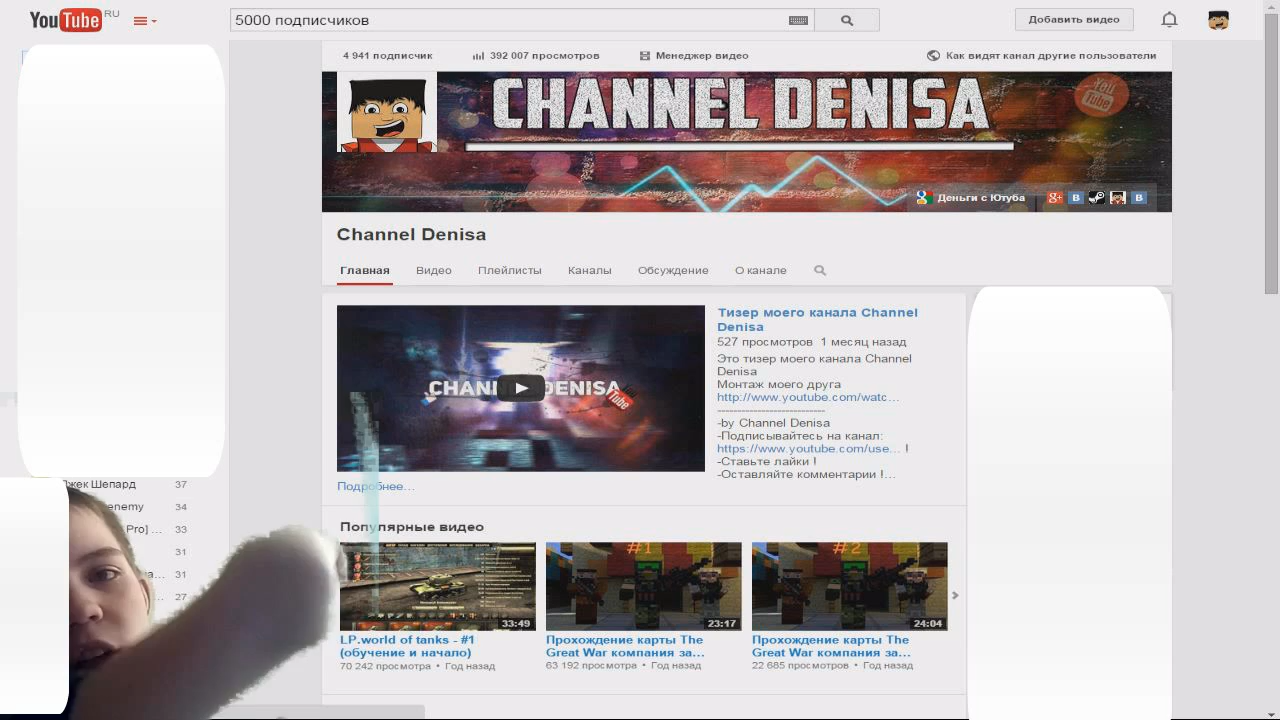 YouTube RU
5000 подписчиков
Добавить видео
4 941 подписчик
392 007 просмотров
Менеджер видео
Как видят канал другие пользователи
CHANNEL DENISA
You Tube
Деньги с Ютуба
Channel Denisa
Главная
Видео
Плейлисты
Каналы
Обсуждение
О канале
Тизер моего канала Channel
Denisa
527 просмотров 1 месяц назад
Это тизер моего канала Channel
Denisa
Монтаж моего друга
http://www.youtube.com/watc...
----------------------------
-by Channel Denisa
-Подписывайтесь на канал:
https://www.youtube.com/use... !
-Ставьте лайки !
-Оставляйте комментарии !...
Подробнее...
Джек Шепард 37
enemy 34
Pro] ... 33
31
31
27
Популярные видео
33:49
#1
23:17
#2
24:04
LP.world of tanks - #1
(обучение и начало)
70 242 просмотра • Год назад
Прохождение карты The
Great War компания за...
63 192 просмотра • Год назад
Прохождение карты The
Great War компания за...
22 685 просмотров • Год назад